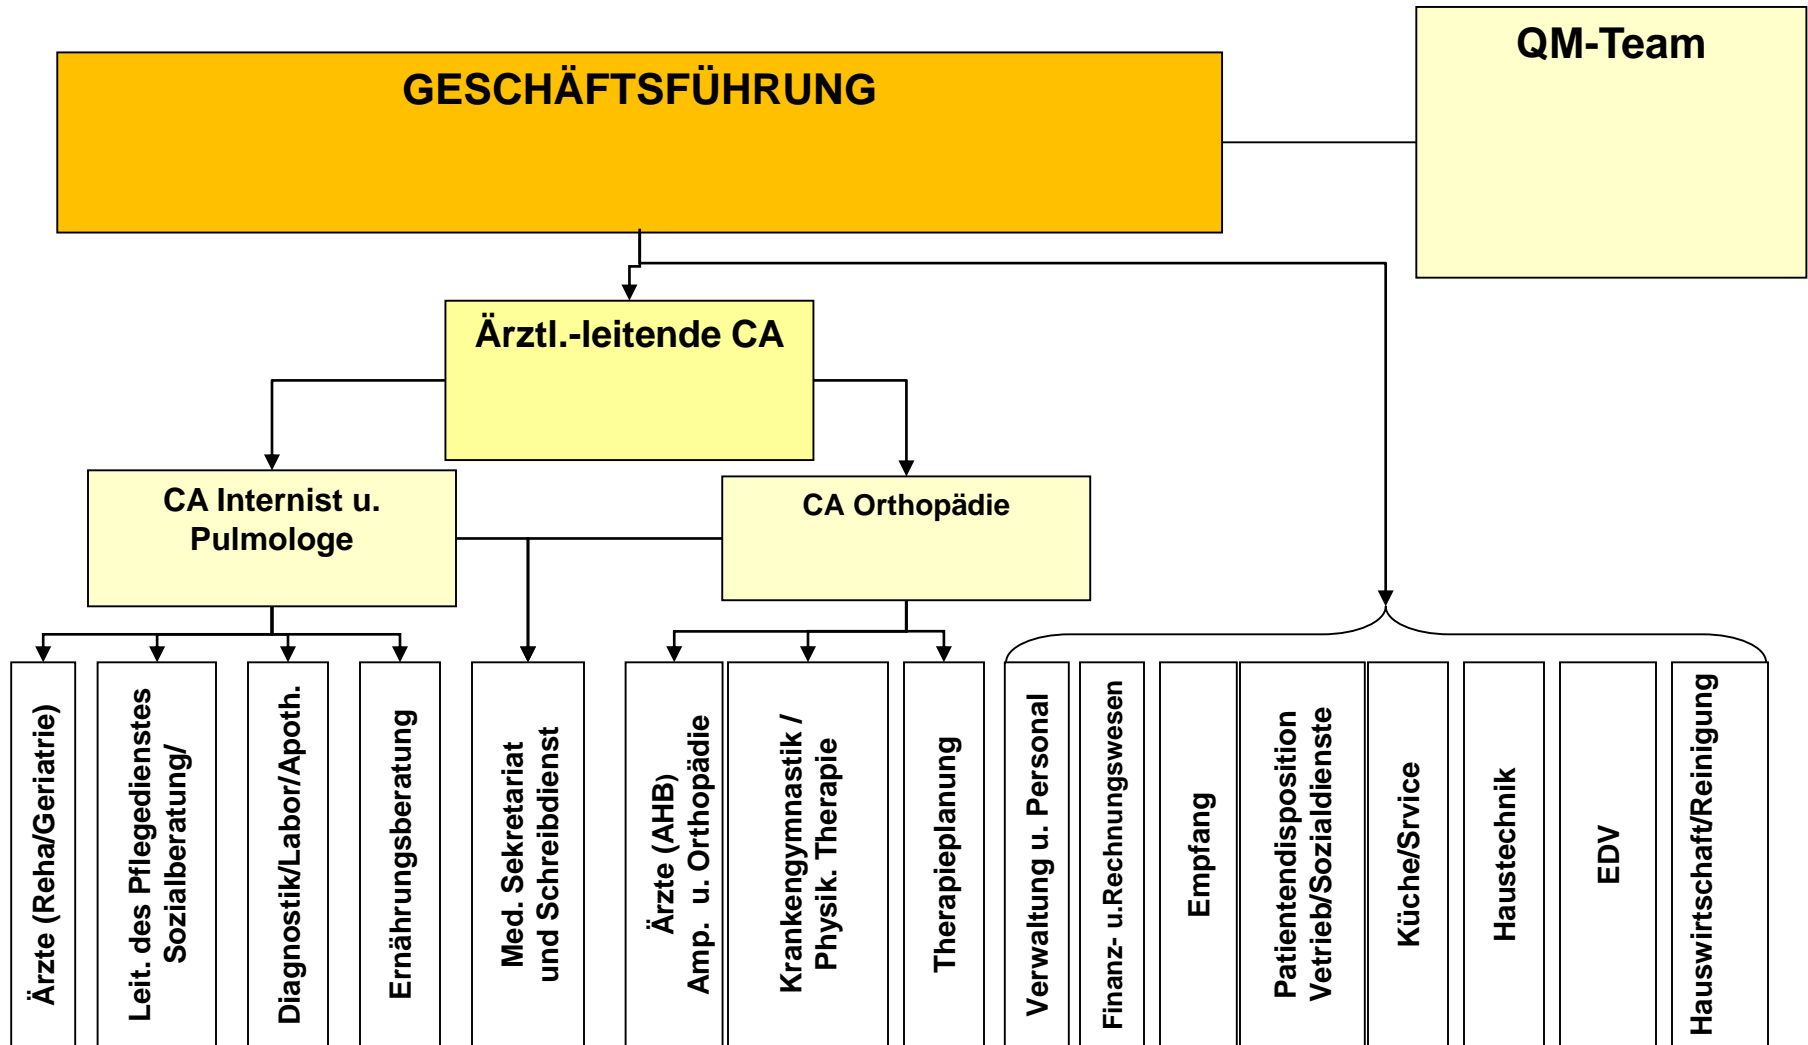 GESCHÄFTSFÜHRUNG
QM-Team
Ärztl.-leitende CA
CA Internist u.
Pulmologe
CA Orthopädie
Ärzte (Reha/Geriatrie)
Leit. des Pflegedienstes
Sozialberatung/
Diagnostik/Labor/Apoth.
Ernährungsberatung
Med. Sekretariat
und Schreibdienst
Ärzte (AHB)
Amp. u. Orthopädie
Krankengymnastik /
Physik. Therapie
Therapieplanung
Verwaltung u. Personal
Finanz- u.Rechnungswesen
Empfang
Patientendisposition
Vetrieb/Sozialdienste
Küche/Srvice
Haustechnik
EDV
Hauswirtschaft/Reinigung